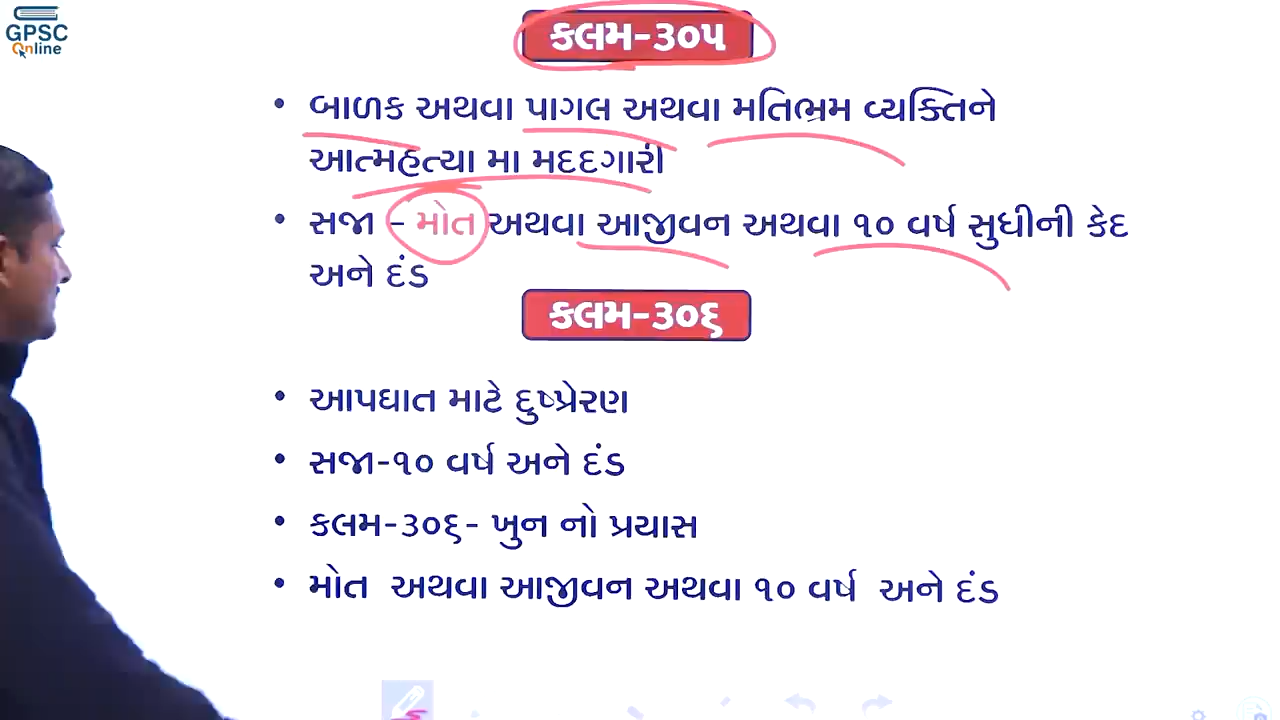 GPSC
Online
કલમ-૩૦૫
• બાળક અથવા પાગલ અથવા મતિભ્રમ વ્યક્તિને
આત્મહત્યા મા મદદગારી
• સજા - મોત અથવા આજીવન અથવા ૧૦ વર્ષ સુધીની કેદ
અને દંડ
કલમ-૩૦૬
• આપઘાત માટે દુષ્પ્રેરણ
• સજા-૧૦ વર્ષ અને દંડ
• કલમ-૩૦૬- ખુન નો પ્રયાસ
• મોત અથવા આજીવન અથવા ૧૦ વર્ષ અને દંડ